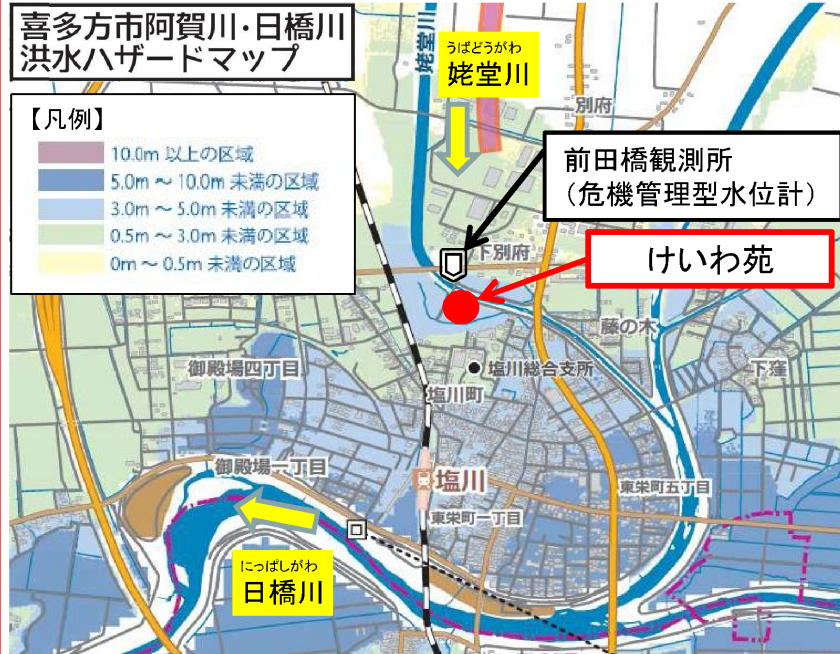 喜多方市阿賀川・日橋川
洪水ハザードマップ
【凡例】
10.0m 以上の区域
5.0m ～ 10.0m 未満の区域
3.0m ～ 5.0m 未満の区域
0.5m ～ 3.0m 未満の区域
0m ～ 0.5m 未満の区域
姥堂川
うばどうがわ
姥堂川
別府
前田橋観測所
（危機管理型水位計）
下別府
けいわ苑
藤の木
御殿場四丁目
塩川総合支所
下窪
塩川町
御殿場一丁目
塩川
東栄町五丁目
東栄町一丁目
にっぱしがわ
日橋川